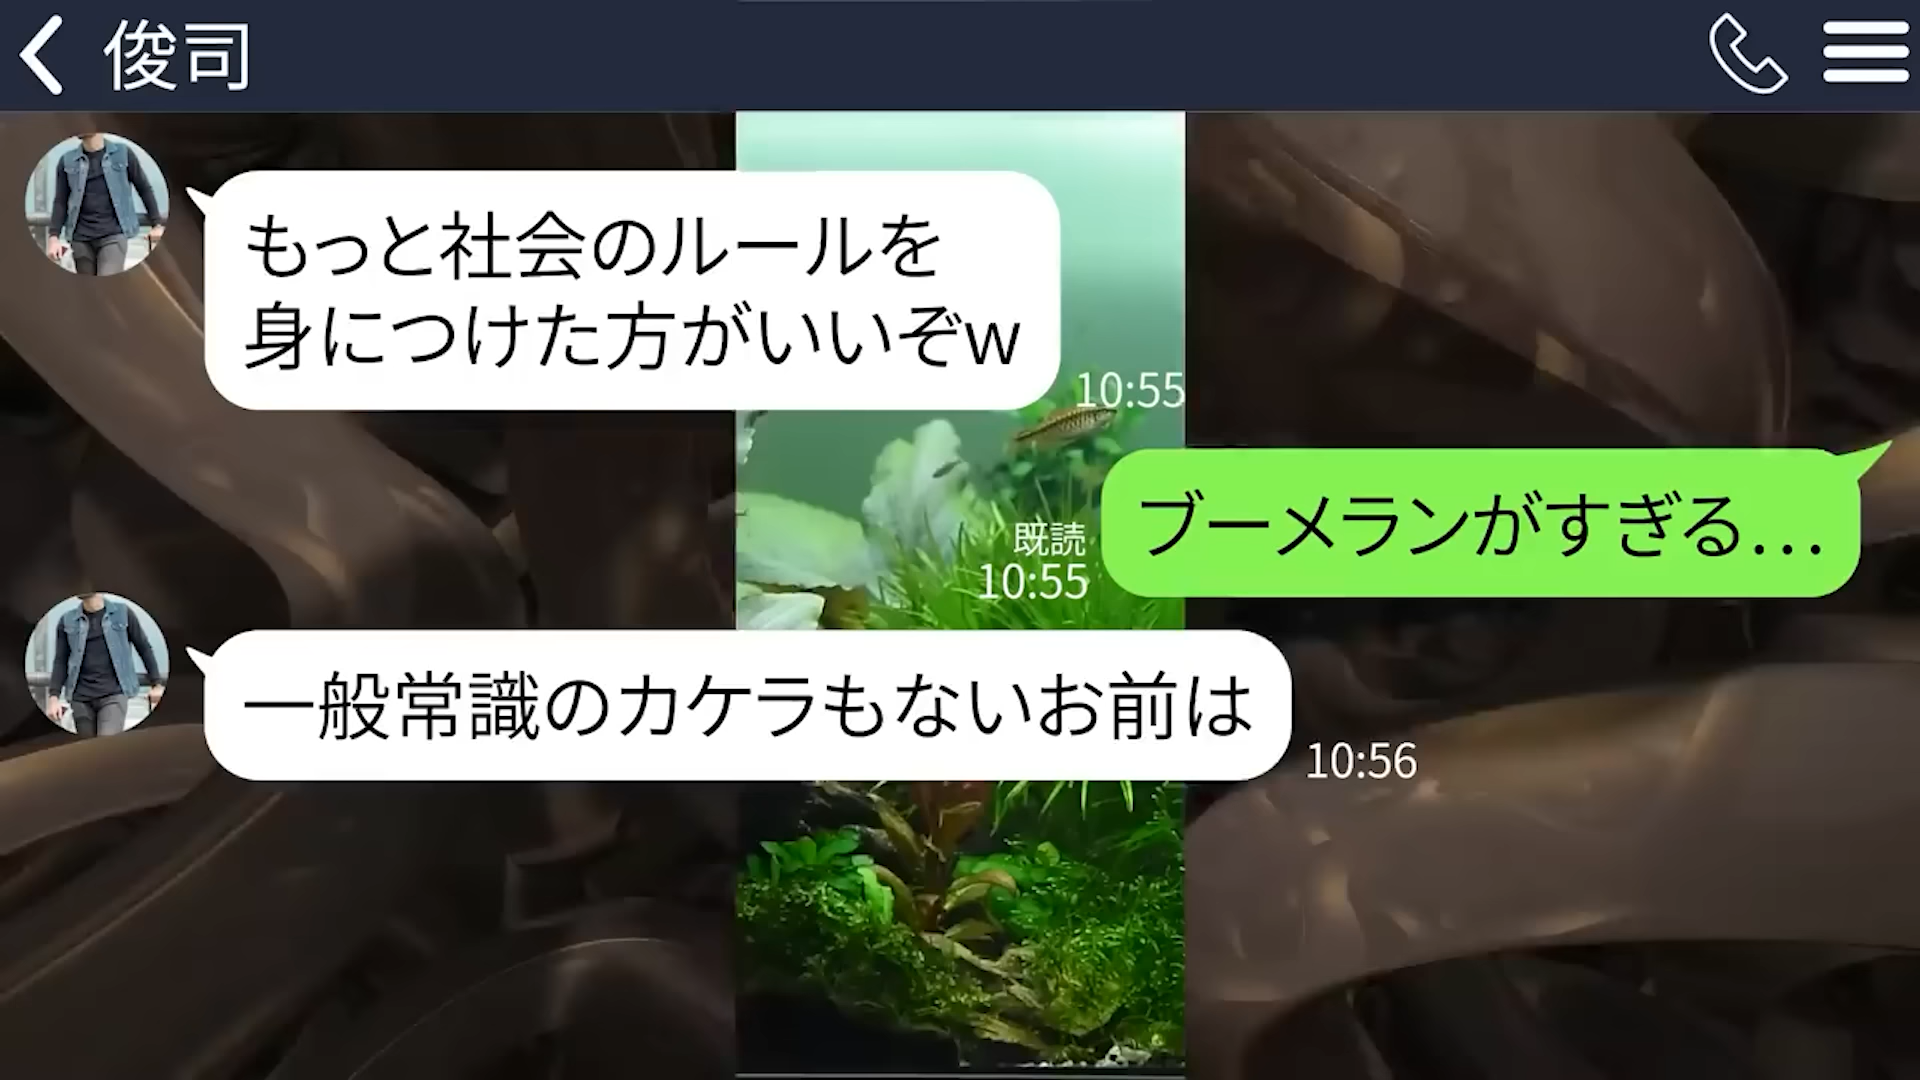 俊司
もっと社会のルールを
身につけた方がいいぞw
10:55
ブーメランがすぎる…
既読
10:55
一般常識のカケラもないお前は
10:56